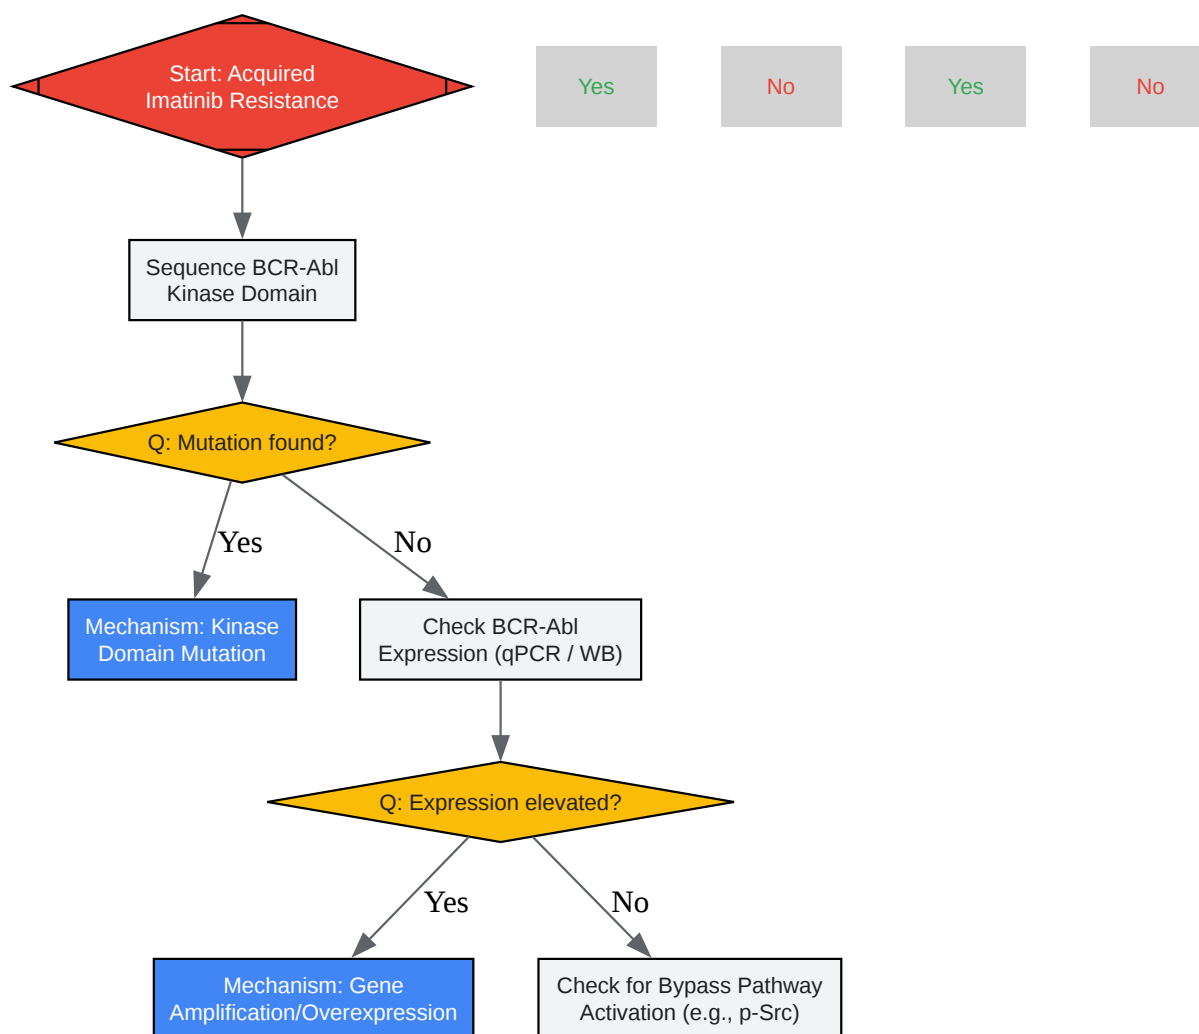 Start: Acquired
Imatinib Resistance
Yes
No
Yes
No
Sequence BCR-Abl
Kinase Domain
Q: Mutation found?
Yes
No
Mechanism: Kinase
Domain Mutation
Check BCR-Abl
Expression (qPCR / WB)
Q: Expression elevated?
Yes
No
Mechanism: Gene
Amplification/Overexpression
Check for Bypass Pathway
Activation (e.g., p-Src)